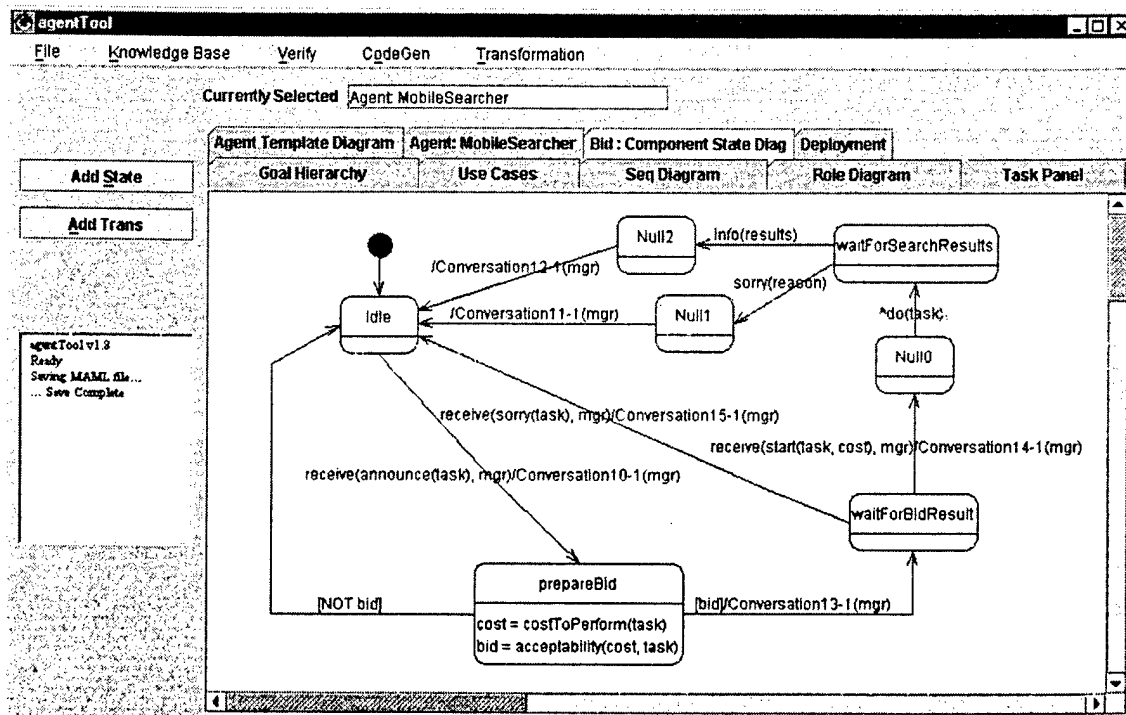 agentTool
File Knowledge Base Verify CodeGen Transformation
Currently Selected Agent: MobileSearcher
Agent Template Diagram Agent: MobileSearcher Bid : Component State Diag Deployment
Goal Hierarchy Use Cases Seq Diagram Role Diagram Task Panel
Add State
Add Trans
agentTool v1.8
Ready
Saving MAML file...
... Save Complete
Null2
info(results)
waitForSearchResults
/Conversation12-1(mgr)
sorry(reason)
Idle
/Conversation11-1(mgr)
Null1
^do(task)
Null0
receive(sorry(task), mgr)/Conversation15-1(mgr)
receive(start(task, cost), mgr)/Conversation14-1(mgr)
receive(announce(task), mgr)/Conversation10-1(mgr)
waitForBidResult
prepareBid
[NOT bid]
[bid]/Conversation13-1(mgr)
cost = costToPerform(task)
bid = acceptability(cost, task)